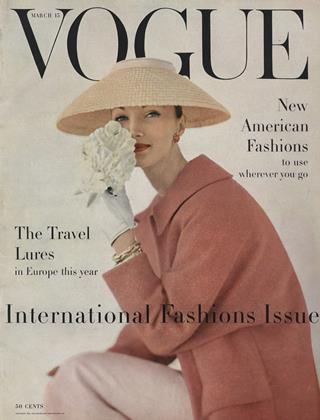 MARCH 15
VOGUE
New
American
Fashions
to use
wherever you go
The Travel
Lures
in Europe this year
International Fashions Issue
50 CENTS